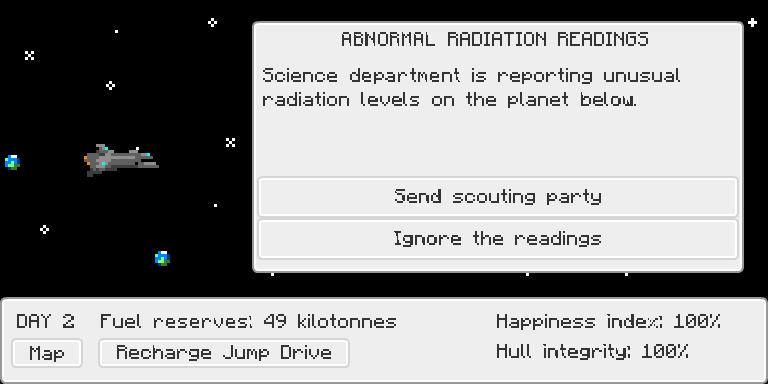 ABNORMAL RADIATION READINGS
Science department is reporting unusual
radiation levels on the planet below.
Send scouting party
Ignore the readings
DAY 2 Fuel reserves: 49 kilotonnes Happiness index: 100%
Map Recharge Jump Drive Hull integrity: 100%